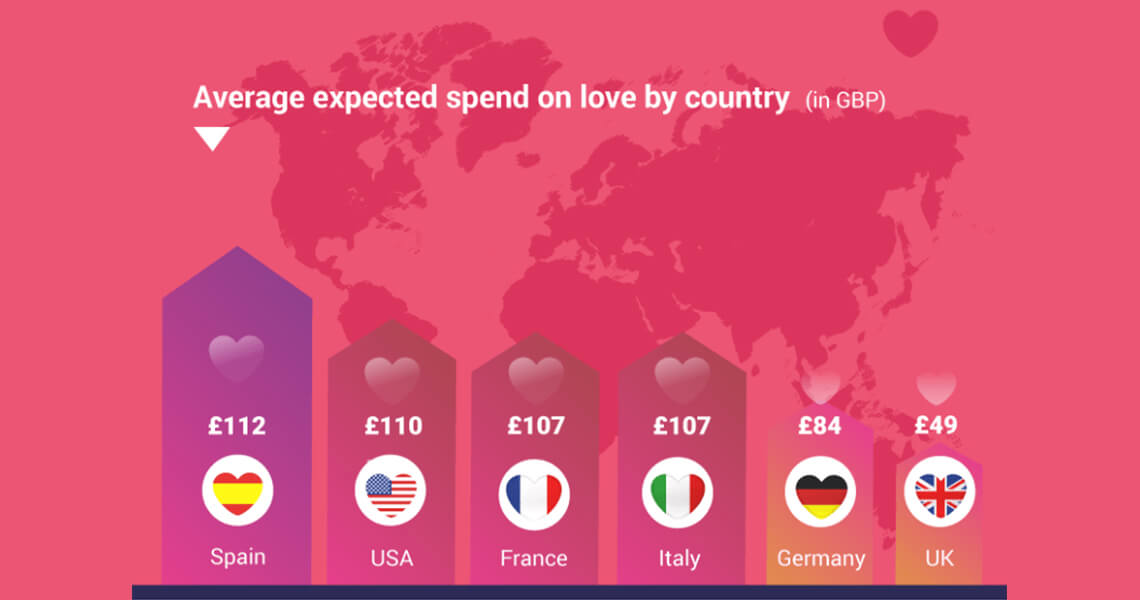 Average expected spend on love by country (in GBP)
£112 £110 £107 £107 £84 £49
Spain USA France Italy Germany UK